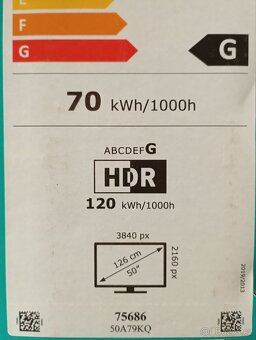 E
F
G
G
70 kWh/1000h
ABCDEFG
HDR
120 kWh/1000h
3840 px
126 cm
50"
2160 px
2019/2013
75686
50A79KQ